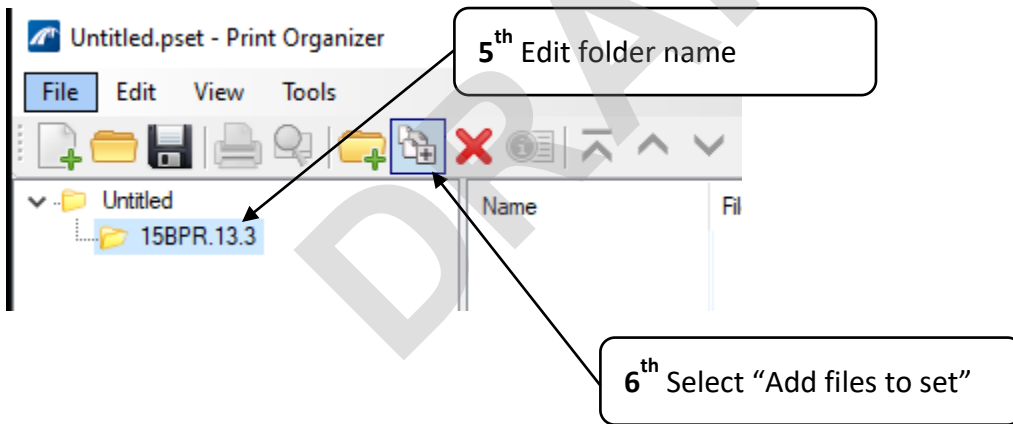 Untitled.pset - Print Organizer
5th Edit folder name
File Edit View Tools
Untitled
15BPR.13.3
Name
6th Select “Add files to set”